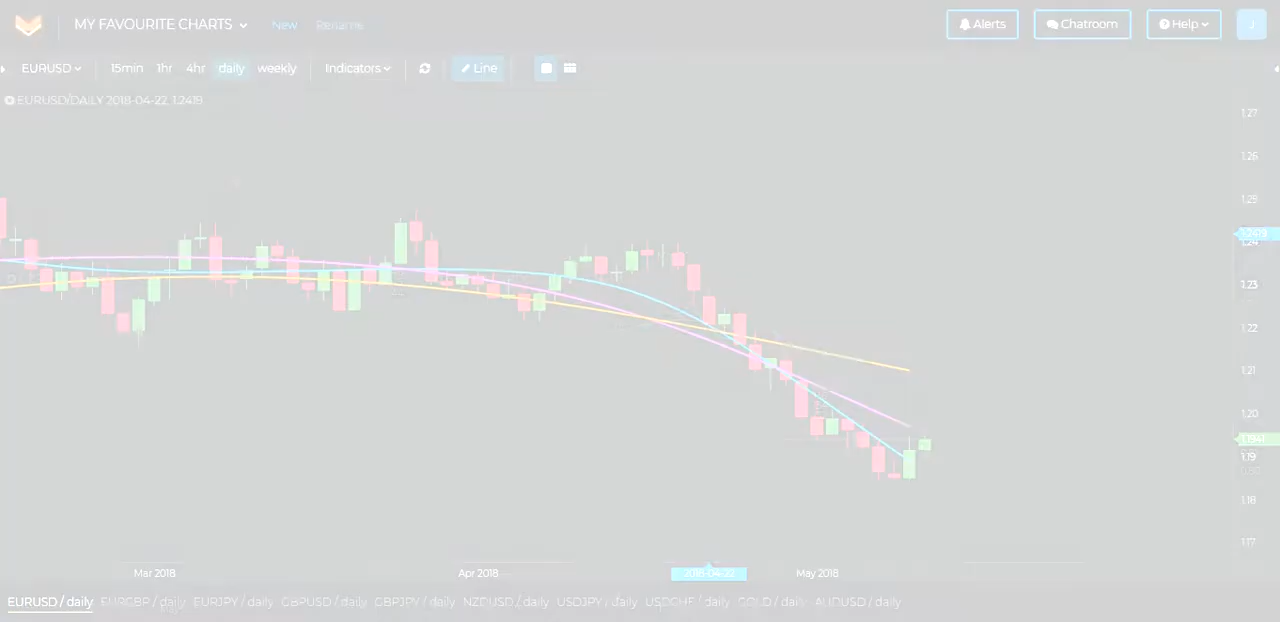 MY FAVOURITE CHARTS New Rename Alerts Chatroom Help J
EURUSD 15min 1hr 4hr daily weekly Indicators Line
EURUSD/DAILY 2018-04-22, 1.2419
1.27
1.26
1.25
1.2419
1.24
1.23
1.22
1.21
1.20
1.1941
1.19
1.18
1.17
Mar 2018 Apr 2018 2018-04-22 May 2018
EURUSD / daily EURGBP / daily EURJPY / daily GBPUSD / daily GBPJPY / daily NZDUSD / daily USDJPY / daily USDCHF / daily GOLD / daily AUDUSD / daily